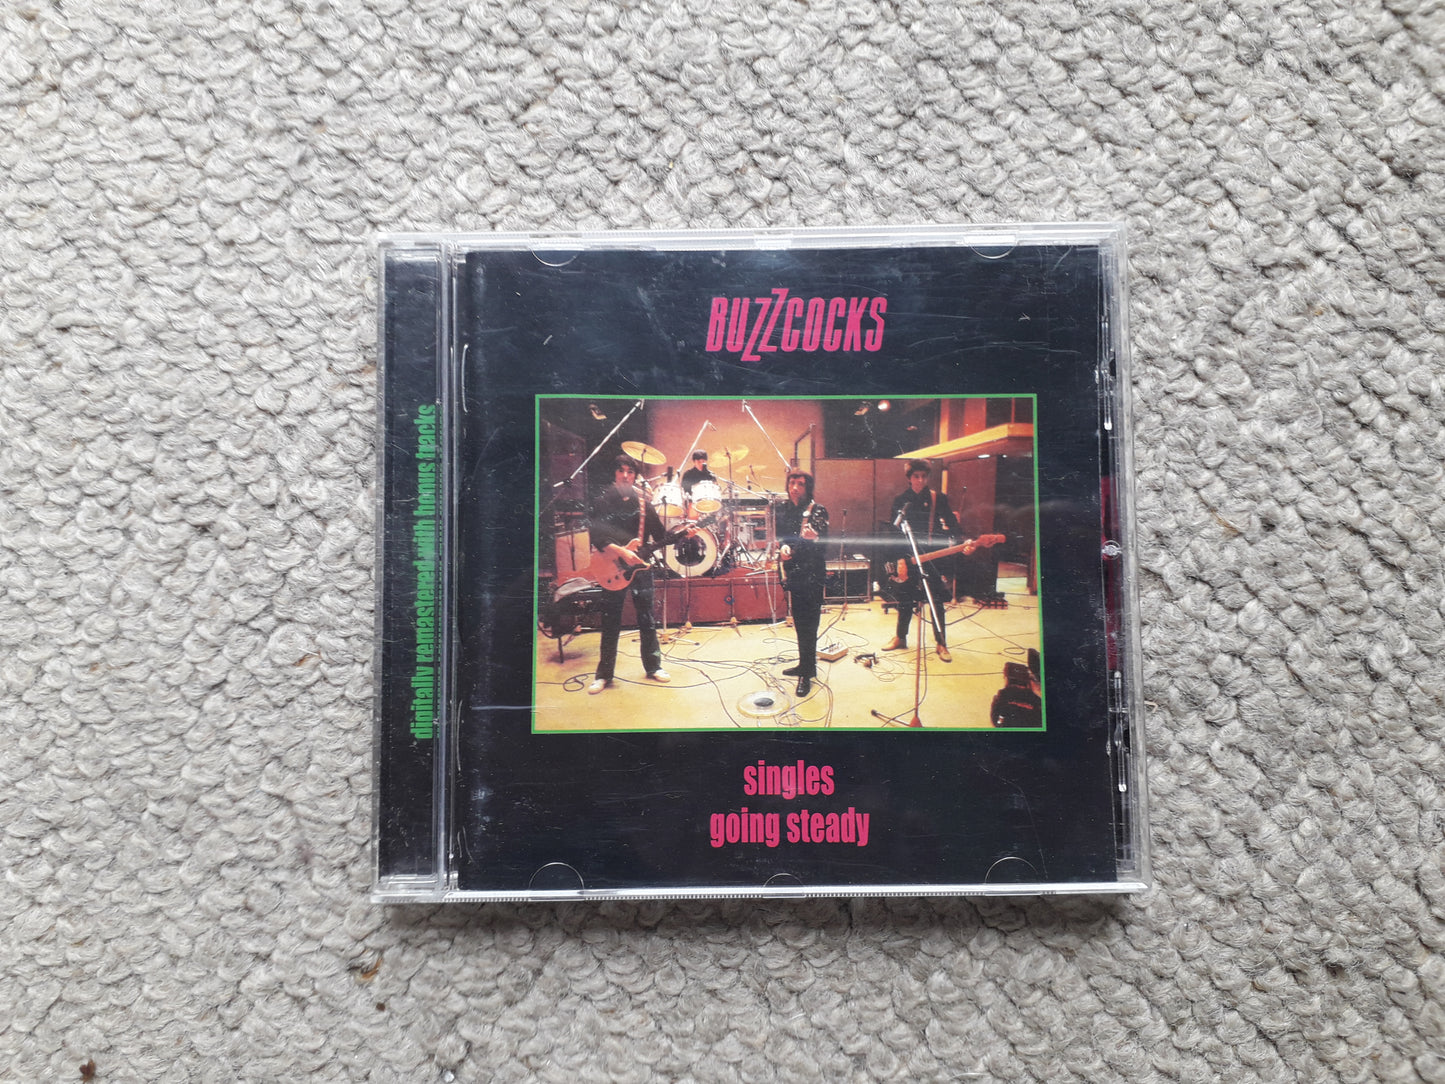 BUZZCOCKS
digitally remastered with bonus tracks
singles
going steady